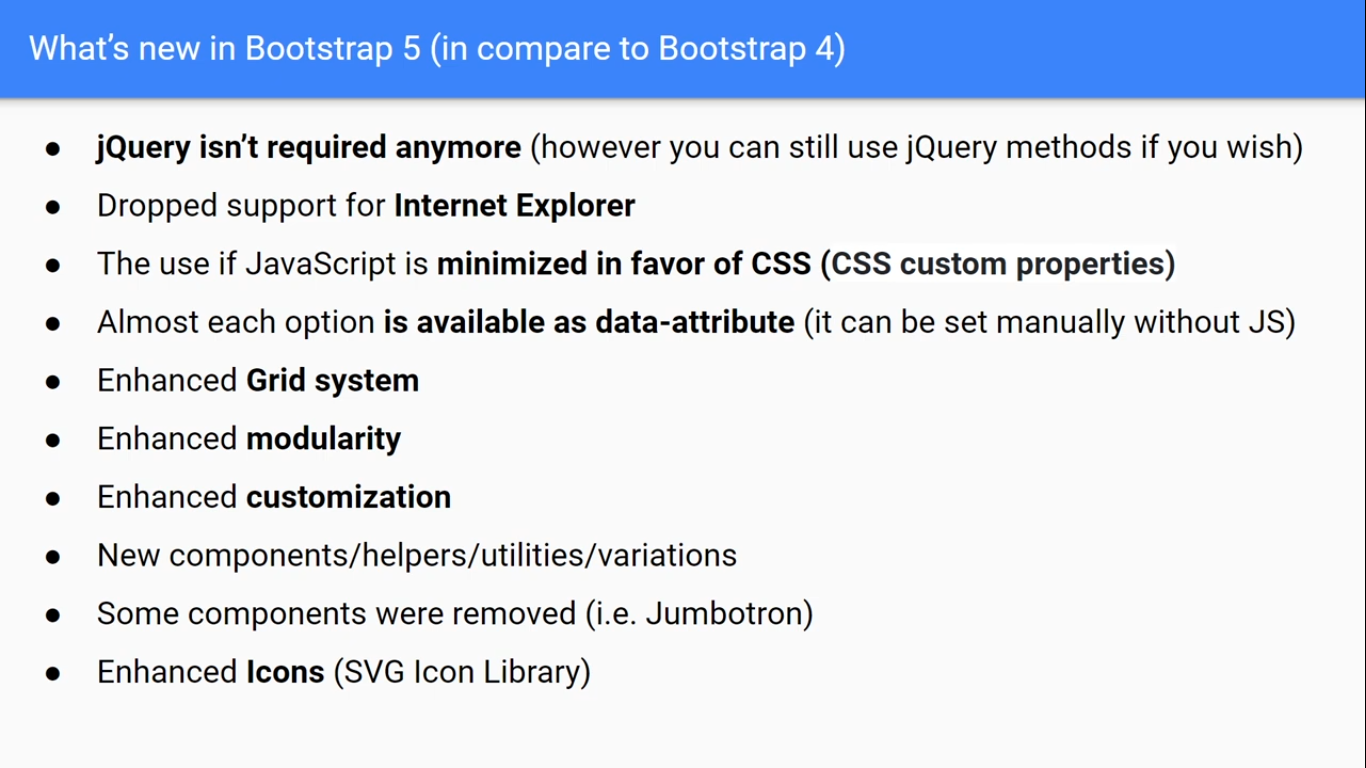 What’s new in Bootstrap 5 (in compare to Bootstrap 4)
● jQuery isn’t required anymore (however you can still use jQuery methods if you wish)
● Dropped support for Internet Explorer
● The use if JavaScript is minimized in favor of CSS (CSS custom properties)
● Almost each option is available as data-attribute (it can be set manually without JS)
● Enhanced Grid system
● Enhanced modularity
● Enhanced customization
● New components/helpers/utilities/variations
● Some components were removed (i.e. Jumbotron)
● Enhanced Icons (SVG Icon Library)